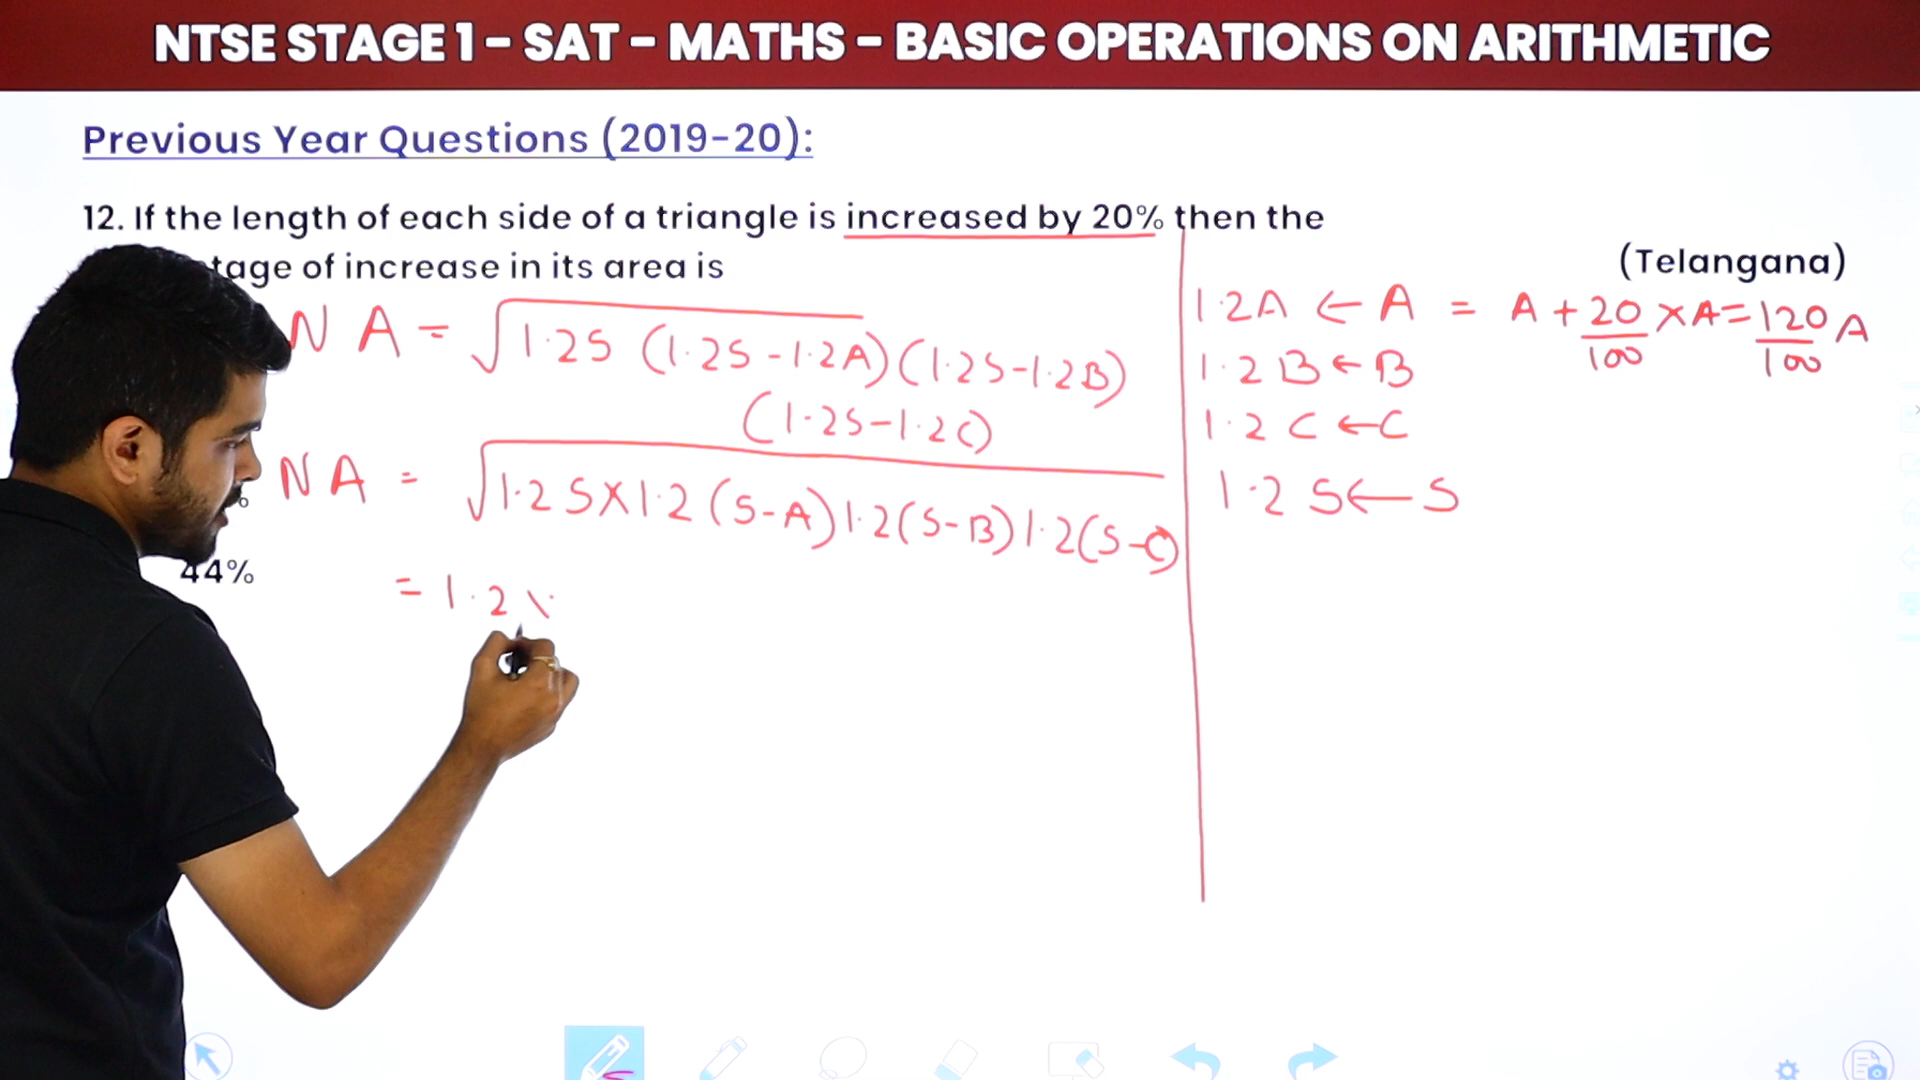 NTSE STAGE 1 - SAT - MATHS - BASIC OPERATIONS ON ARITHMETIC
Previous Year Questions (2019-20):
12. If the length of each side of a triangle is increased by 20% then the
tage of increase in its area is
(Telangana)
N A = √1.2S (1.2S-1.2A)(1.2S-1.2B)
(1.2S-1.2C)
N A = √1.2S×1.2(S-A)1.2(S-B)1.2(S-C)
44%
= 1.2
1.2A ← A = A + 20/100 × A = 120/100 A
1.2B ← B
1.2C ← C
1.2S ← S